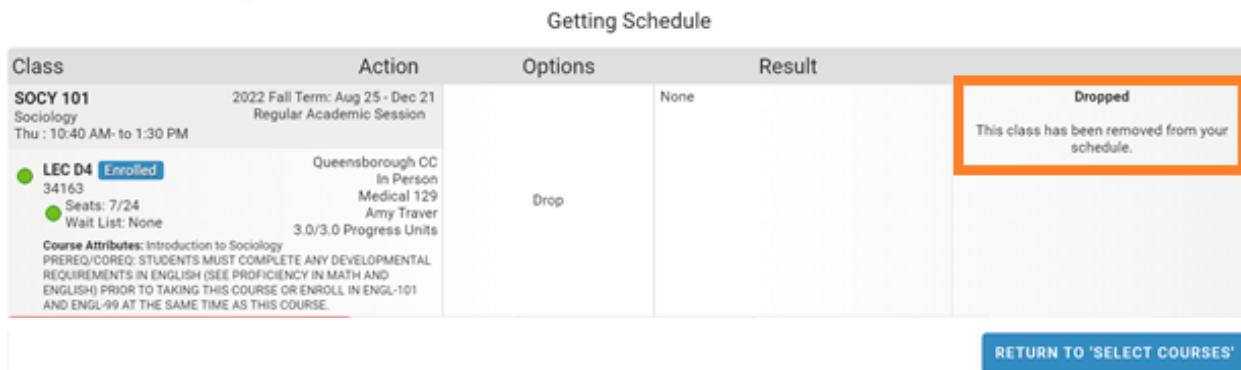 Getting Schedule
Class Action Options Result
SOCY 101
Sociology
Thu : 10:40 AM- to 1:30 PM
2022 Fall Term: Aug 25 - Dec 21
Regular Academic Session
LEC D4 Enrolled
34163
Seats: 7/24
Wait List: None
Queensborough CC
In Person
Medical 129
Amy Traver
3.0/3.0 Progress Units
Course Attributes: Introduction to Sociology
PREREQ/COREQ: STUDENTS MUST COMPLETE ANY DEVELOPMENTAL
REQUIREMENTS IN ENGLISH (SEE PROFICIENCY IN MATH AND
ENGLISH) PRIOR TO TAKING THIS COURSE OR ENROLL IN ENGL-101
AND ENGL-99 AT THE SAME TIME AS THIS COURSE.
Drop
None
Dropped
This class has been removed from your
schedule.
RETURN TO 'SELECT COURSES'